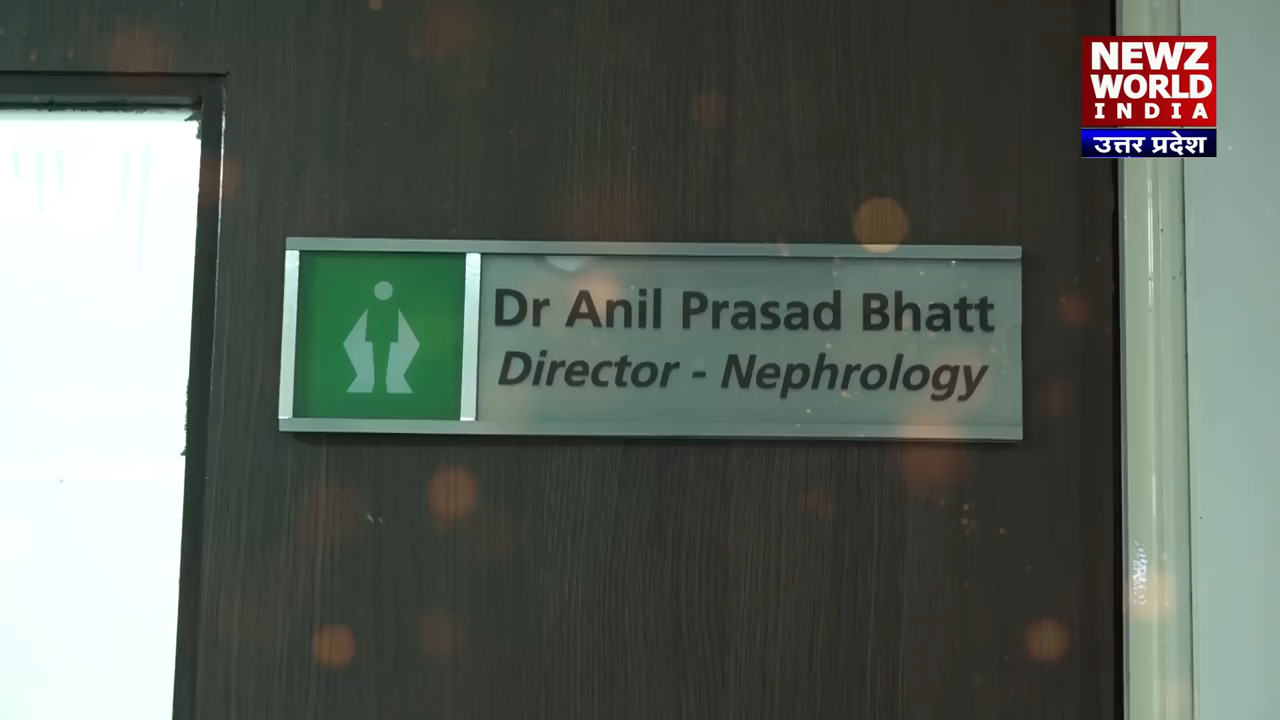 NEWZ
WORLD
INDIA
उत्तर प्रदेश
Dr Anil Prasad Bhatt
Director - Nephrology